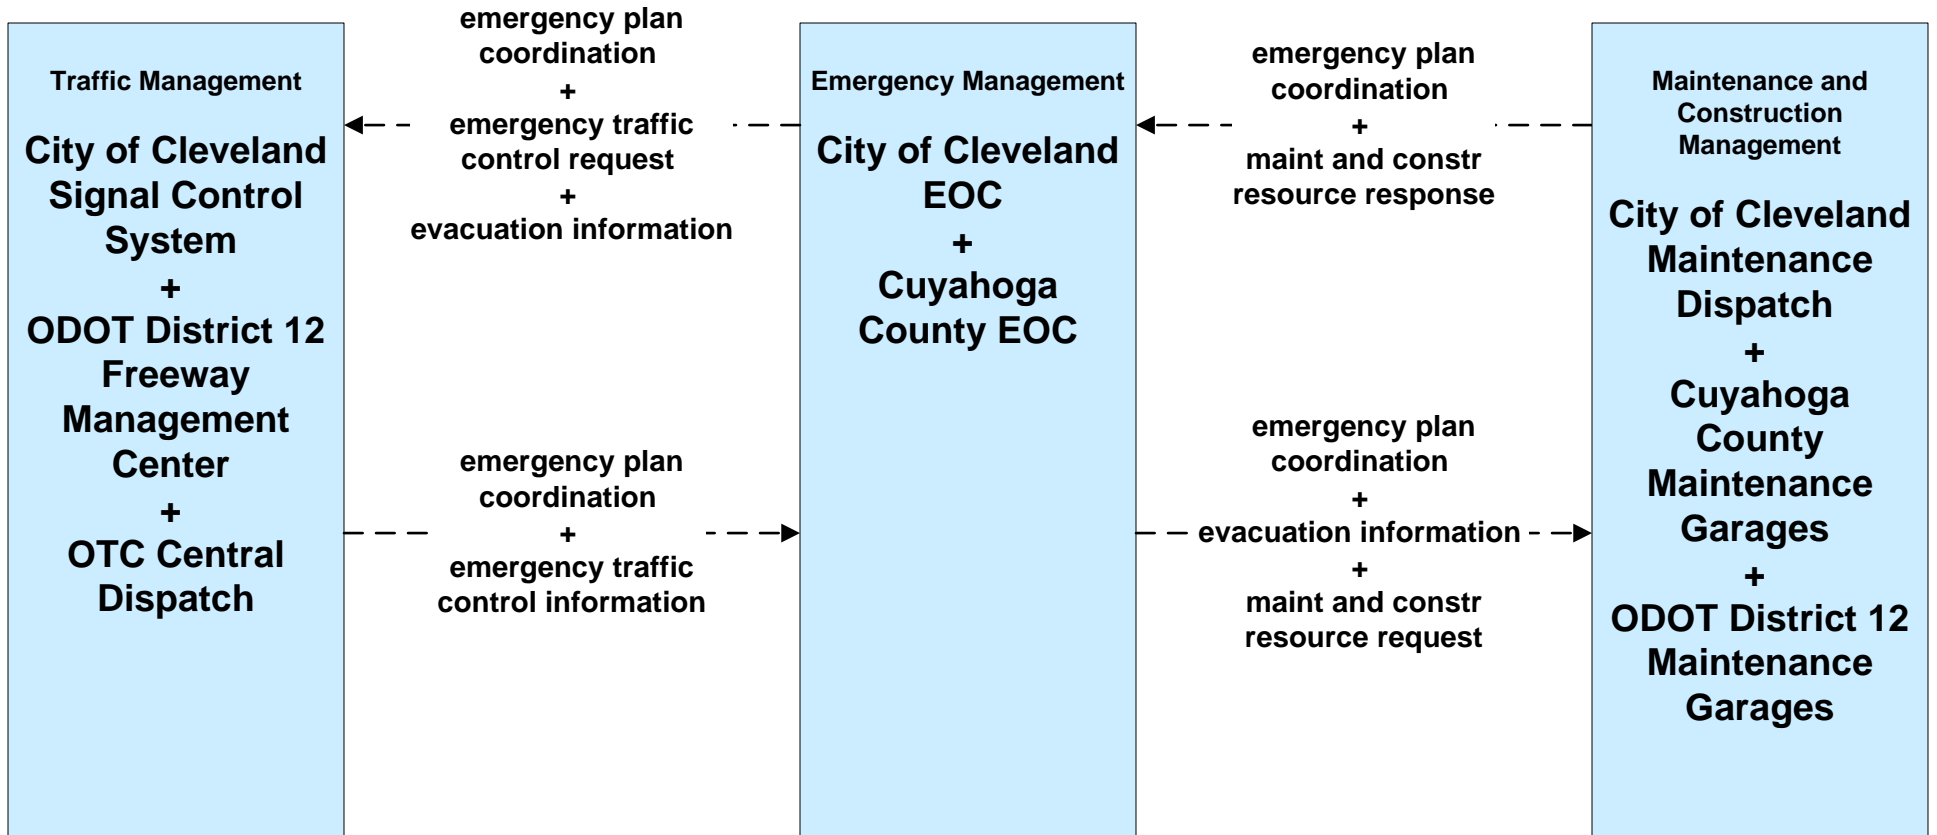 Traffic Management
City of Cleveland
Signal Control
System
+
ODOT District 12
Freeway
Management
Center
+
OTC Central
Dispatch
emergency plan
coordination
+
emergency traffic
control request
+
evacuation information
emergency plan
coordination
+
emergency traffic
control information
Emergency Management
City of Cleveland
EOC
+
Cuyahoga
County EOC
emergency plan
coordination
+
maint and constr
resource response
emergency plan
coordination
+
evacuation information
+
maint and constr
resource request
Maintenance and
Construction
Management
City of Cleveland
Maintenance
Dispatch
+
Cuyahoga
County
Maintenance
Garages
+
ODOT District 12
Maintenance
Garages